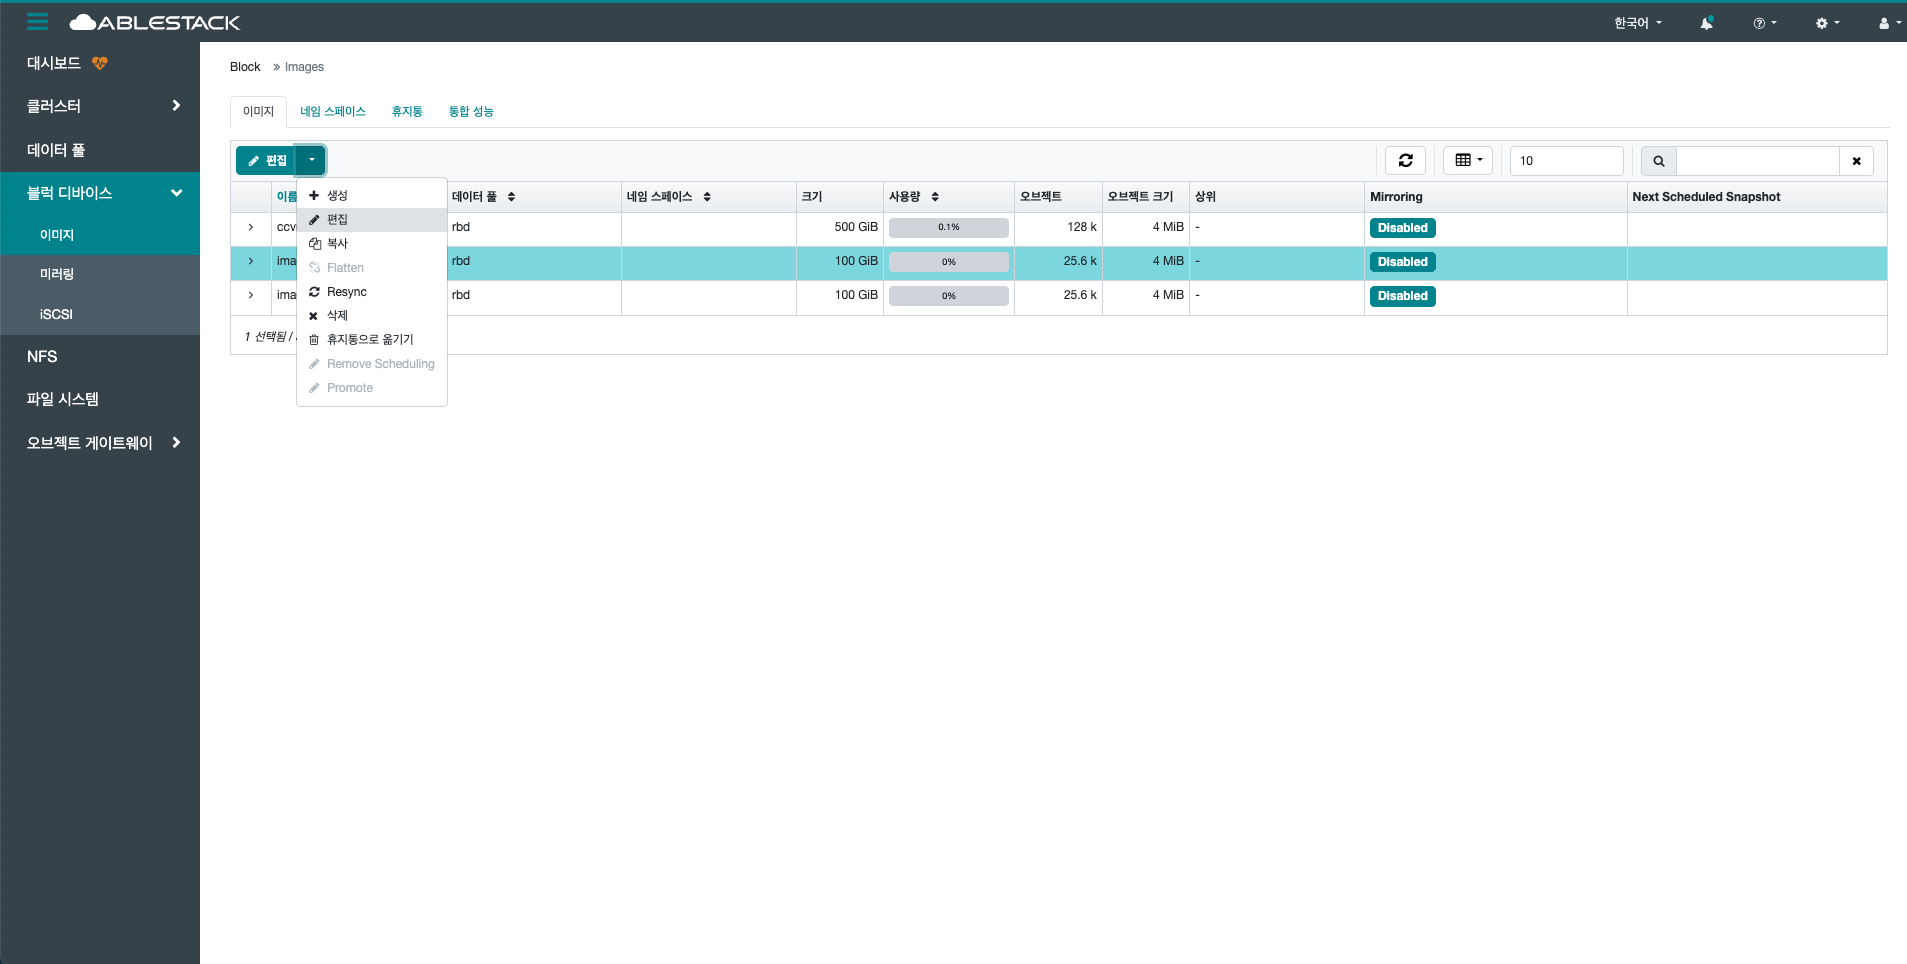 ABLESTACK
한국어
대시보드
클러스터
데이터 풀
블럭 디바이스
이미지
미러링
iSCSI
NFS
파일 시스템
오브젝트 게이트웨이
Block » Images
이미지 네임 스페이스 휴지통 통합 성능
편집 10
이름 데이터 풀 네임 스페이스 크기 사용량 오브젝트 오브젝트 크기 상위 Mirroring Next Scheduled Snapshot
rbd 500 GiB 0.1% 128 k 4 MiB - Disabled
rbd 100 GiB 0% 25.6 k 4 MiB - Disabled
rbd 100 GiB 0% 25.6 k 4 MiB - Disabled
1 선택됨 /
생성
편집
복사
Flatten
Resync
삭제
휴지통으로 옮기기
Remove Scheduling
Promote